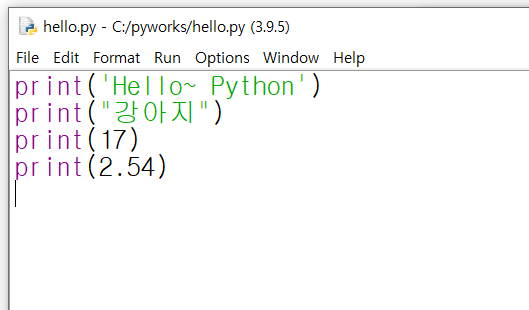 hello.py - C:/pyworks/hello.py (3.9.5)
File Edit Format Run Options Window Help
print('Hello~ Python')
print("강아지")
print(17)
print(2.54)